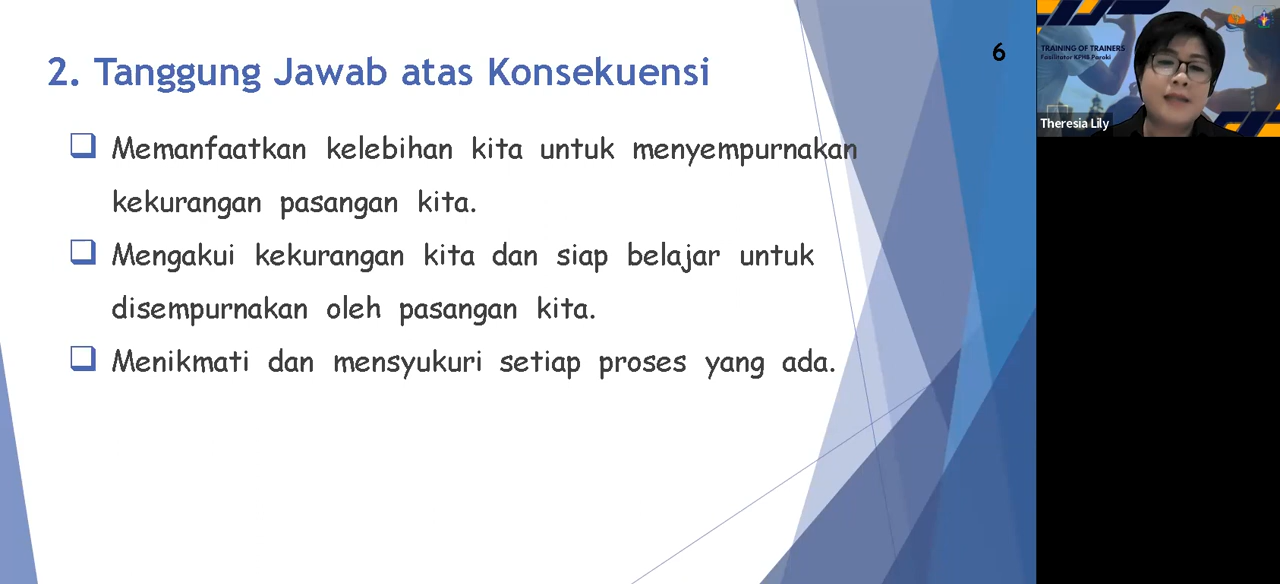 2. Tanggung Jawab atas Konsekuensi
6
Memanfaatkan kelebihan kita untuk menyempurnakan
kekurangan pasangan kita.
Mengakui kekurangan kita dan siap belajar untuk
disempurnakan oleh pasangan kita.
Menikmati dan mensyukuri setiap proses yang ada.
TRAINING OF TRAINERS
Fasilitator KPHB Paroki
Theresia Lily